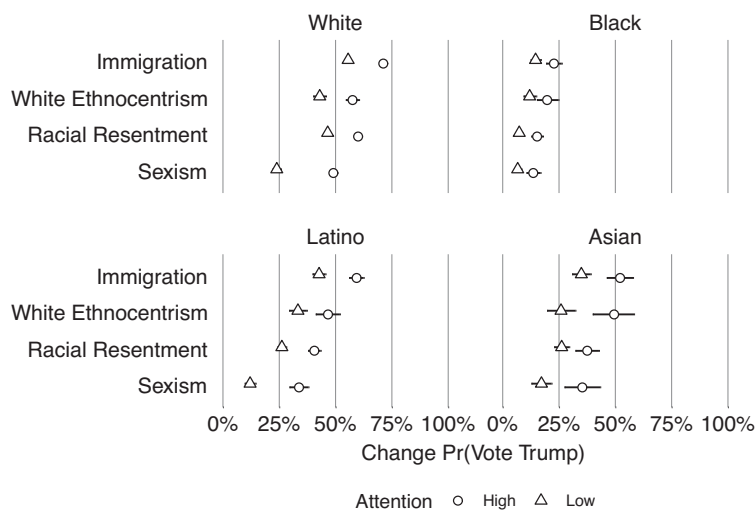 White Black
Immigration
White Ethnocentrism
Racial Resentment
Sexism
Latino Asian
Immigration
White Ethnocentrism
Racial Resentment
Sexism
0% 25% 50% 75% 100% 0% 25% 50% 75% 100%
Change Pr(Vote Trump)
Attention High Low